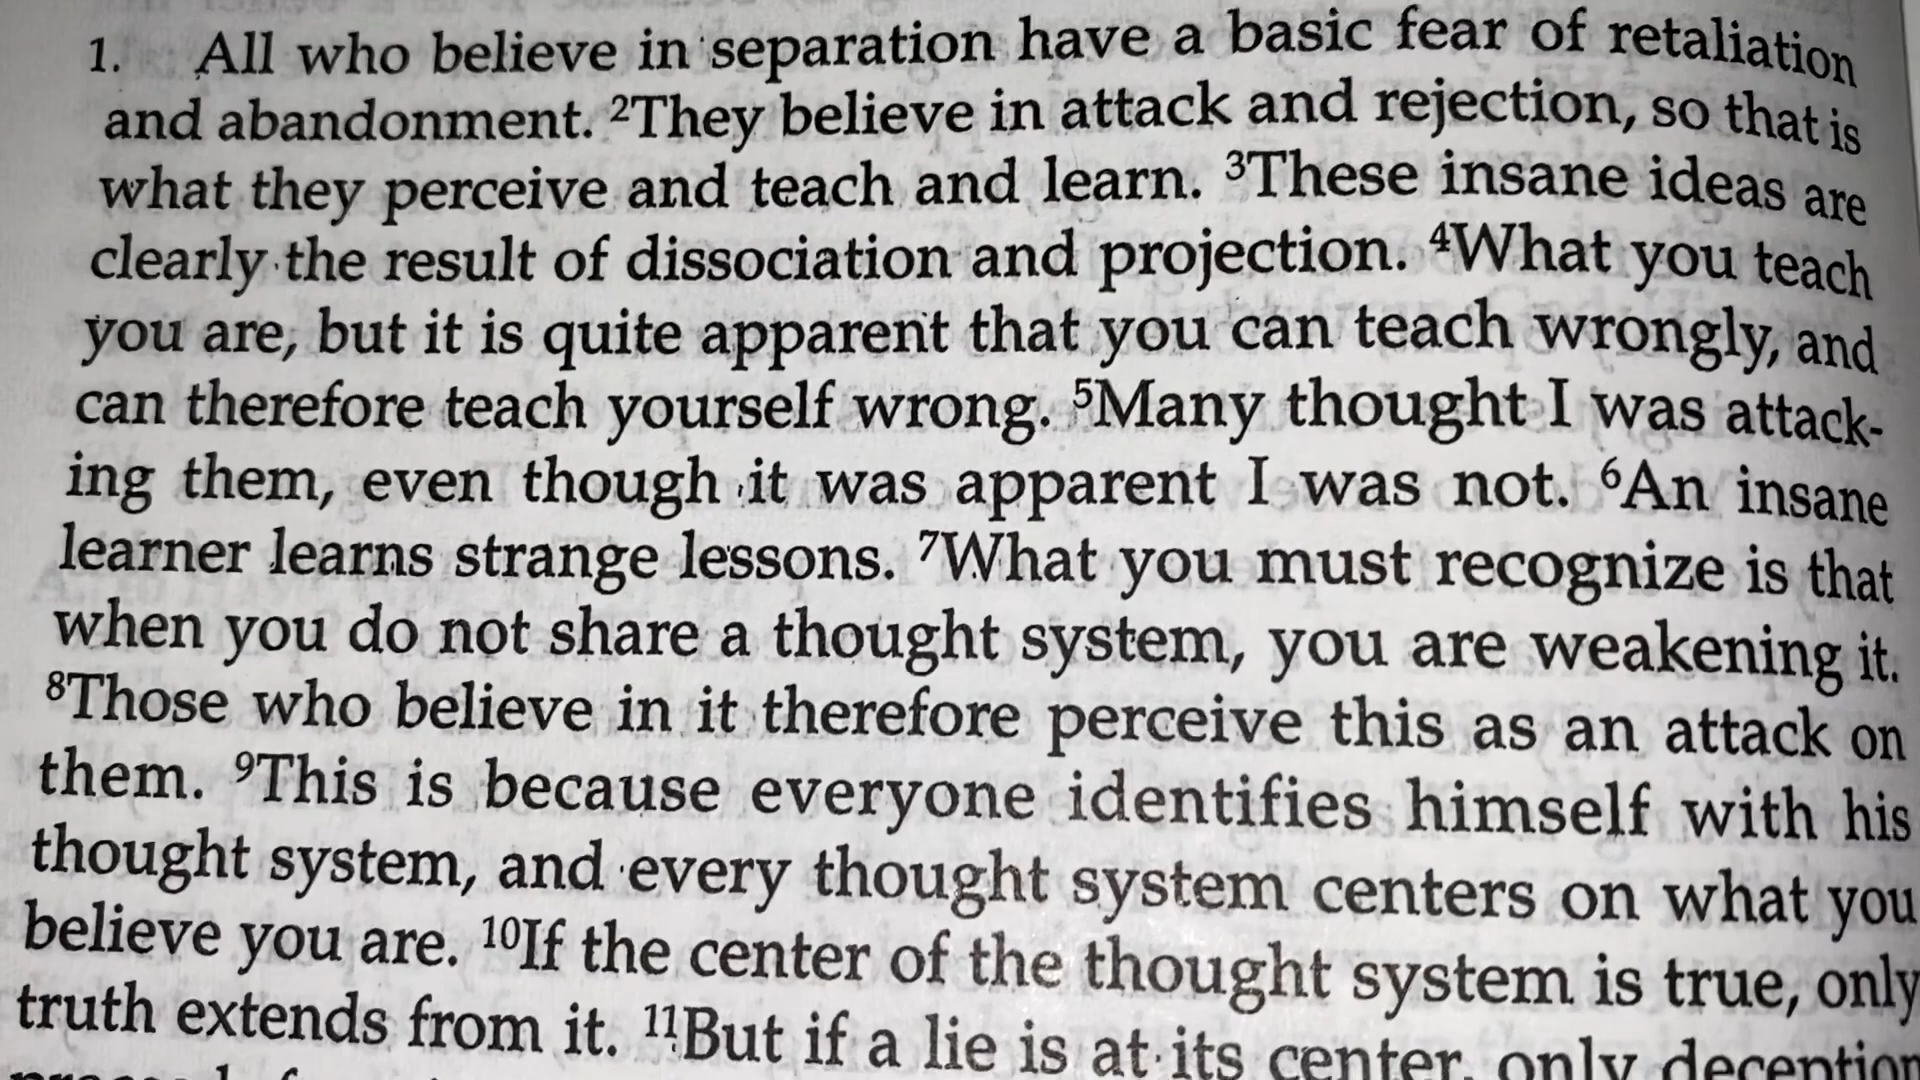 1. All who believe in separation have a basic fear of retaliation
and abandonment. ²They believe in attack and rejection, so that is
what they perceive and teach and learn. ³These insane ideas are
clearly the result of dissociation and projection. ⁴What you teach
you are, but it is quite apparent that you can teach wrongly, and
can therefore teach yourself wrong. ⁵Many thought I was attack-
ing them, even though it was apparent I was not. ⁶An insane
learner learns strange lessons. ⁷What you must recognize is that
when you do not share a thought system, you are weakening it.
⁸Those who believe in it therefore perceive this as an attack on
them. ⁹This is because everyone identifies himself with his
thought system, and every thought system centers on what you
believe you are. ¹⁰If the center of the thought system is true, only
truth extends from it. ¹¹But if a lie is at its center, only deception